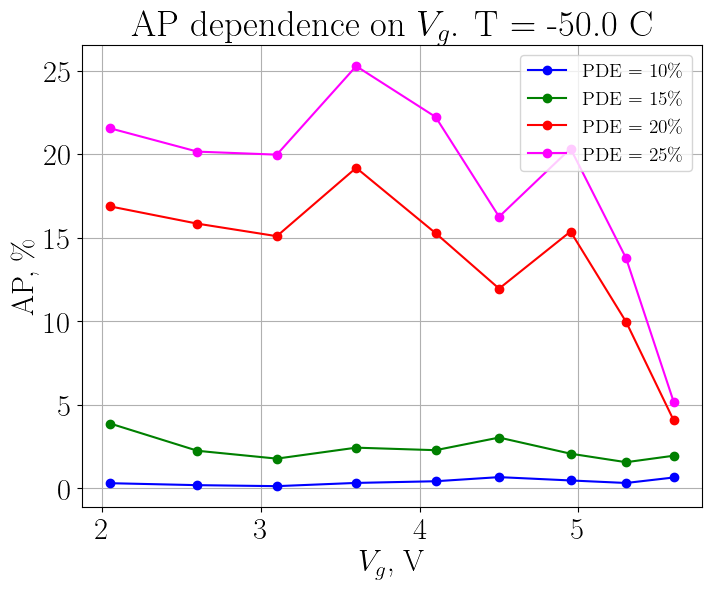 AP dependence on V_g. T = -50.0 C
PDE = 10%
PDE = 15%
PDE = 20%
PDE = 25%
AP, %
25
20
15
10
5
0
2 3 4 5
V_g, V